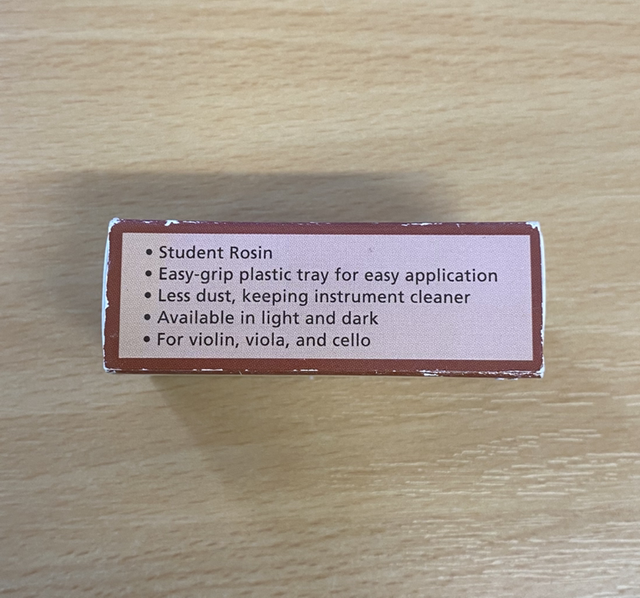 • Student Rosin
• Easy-grip plastic tray for easy application
• Less dust, keeping instrument cleaner
• Available in light and dark
• For violin, viola, and cello